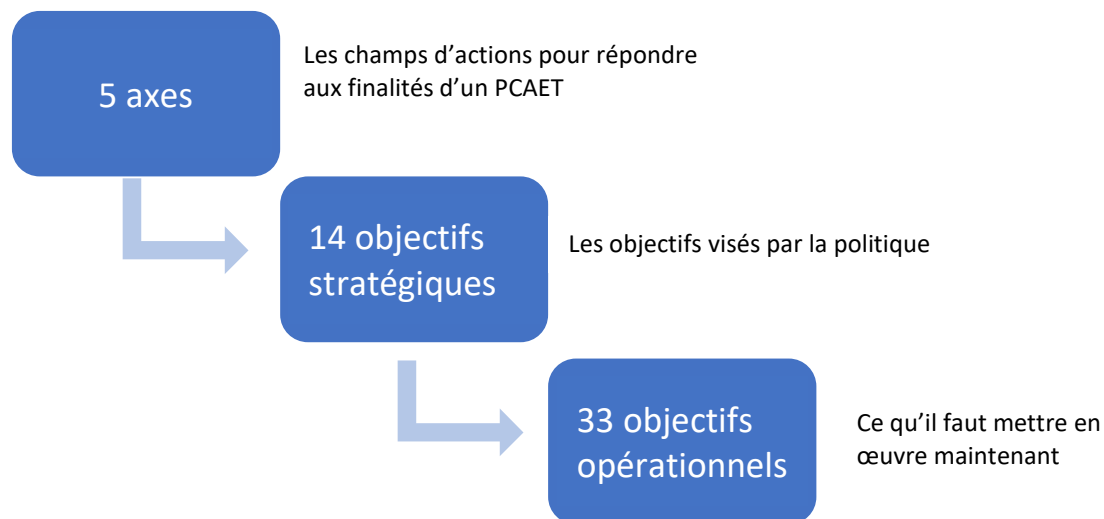 5 axes
Les champs d’actions pour répondre
aux finalités d’un PCAET
14 objectifs
stratégiques
Les objectifs visés par la politique
33 objectifs
opérationnels
Ce qu’il faut mettre en
œuvre maintenant